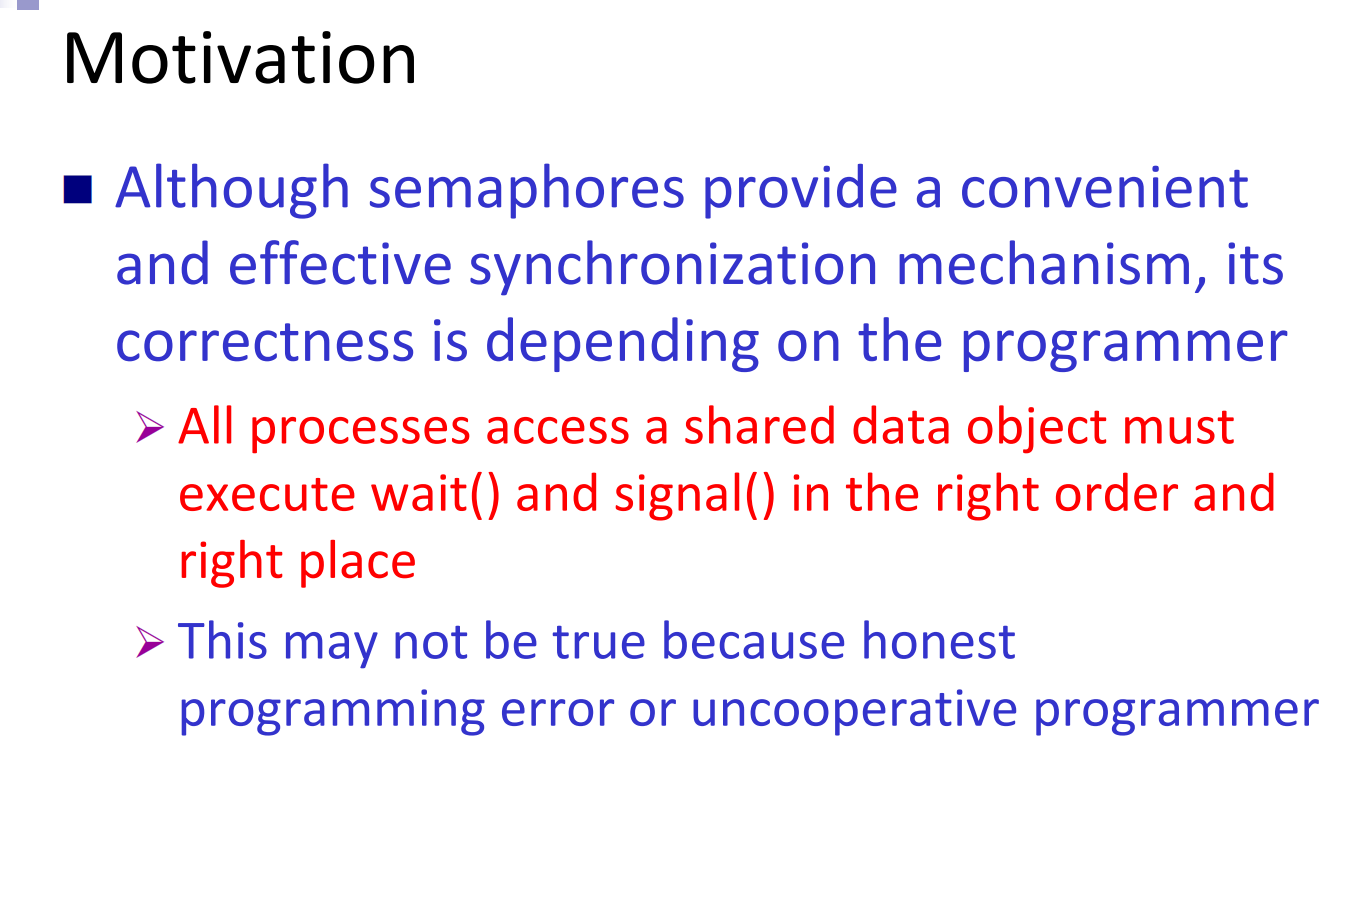 Motivation
Although semaphores provide a convenient
and effective synchronization mechanism, its
correctness is depending on the programmer
All processes access a shared data object must
execute wait() and signal() in the right order and
right place
This may not be true because honest
programming error or uncooperative programmer